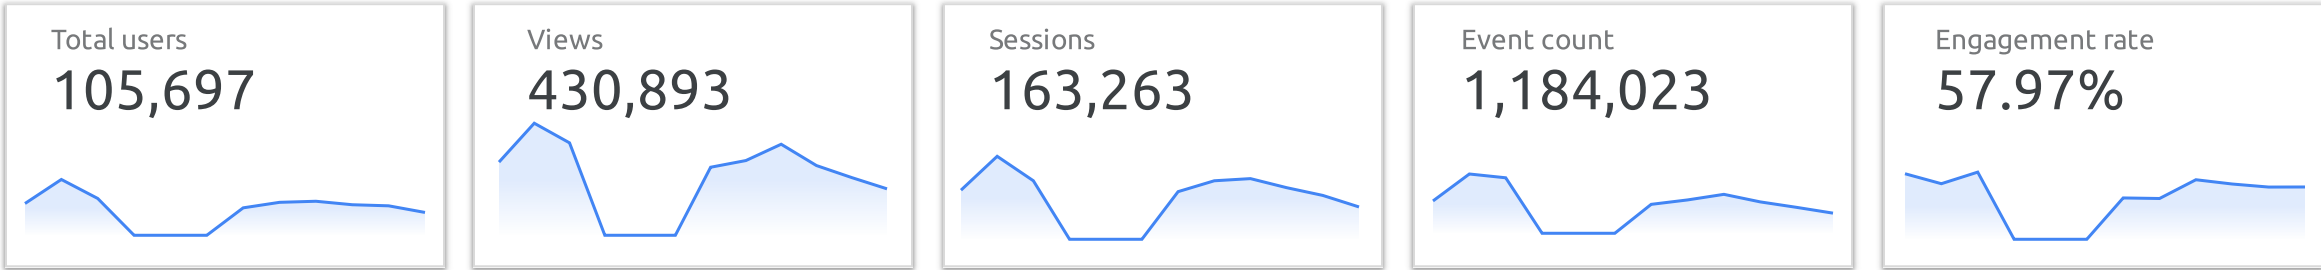 Total users
105,697
Views
430,893
Sessions
163,263
Event count
1,184,023
Engagement rate
57.97%